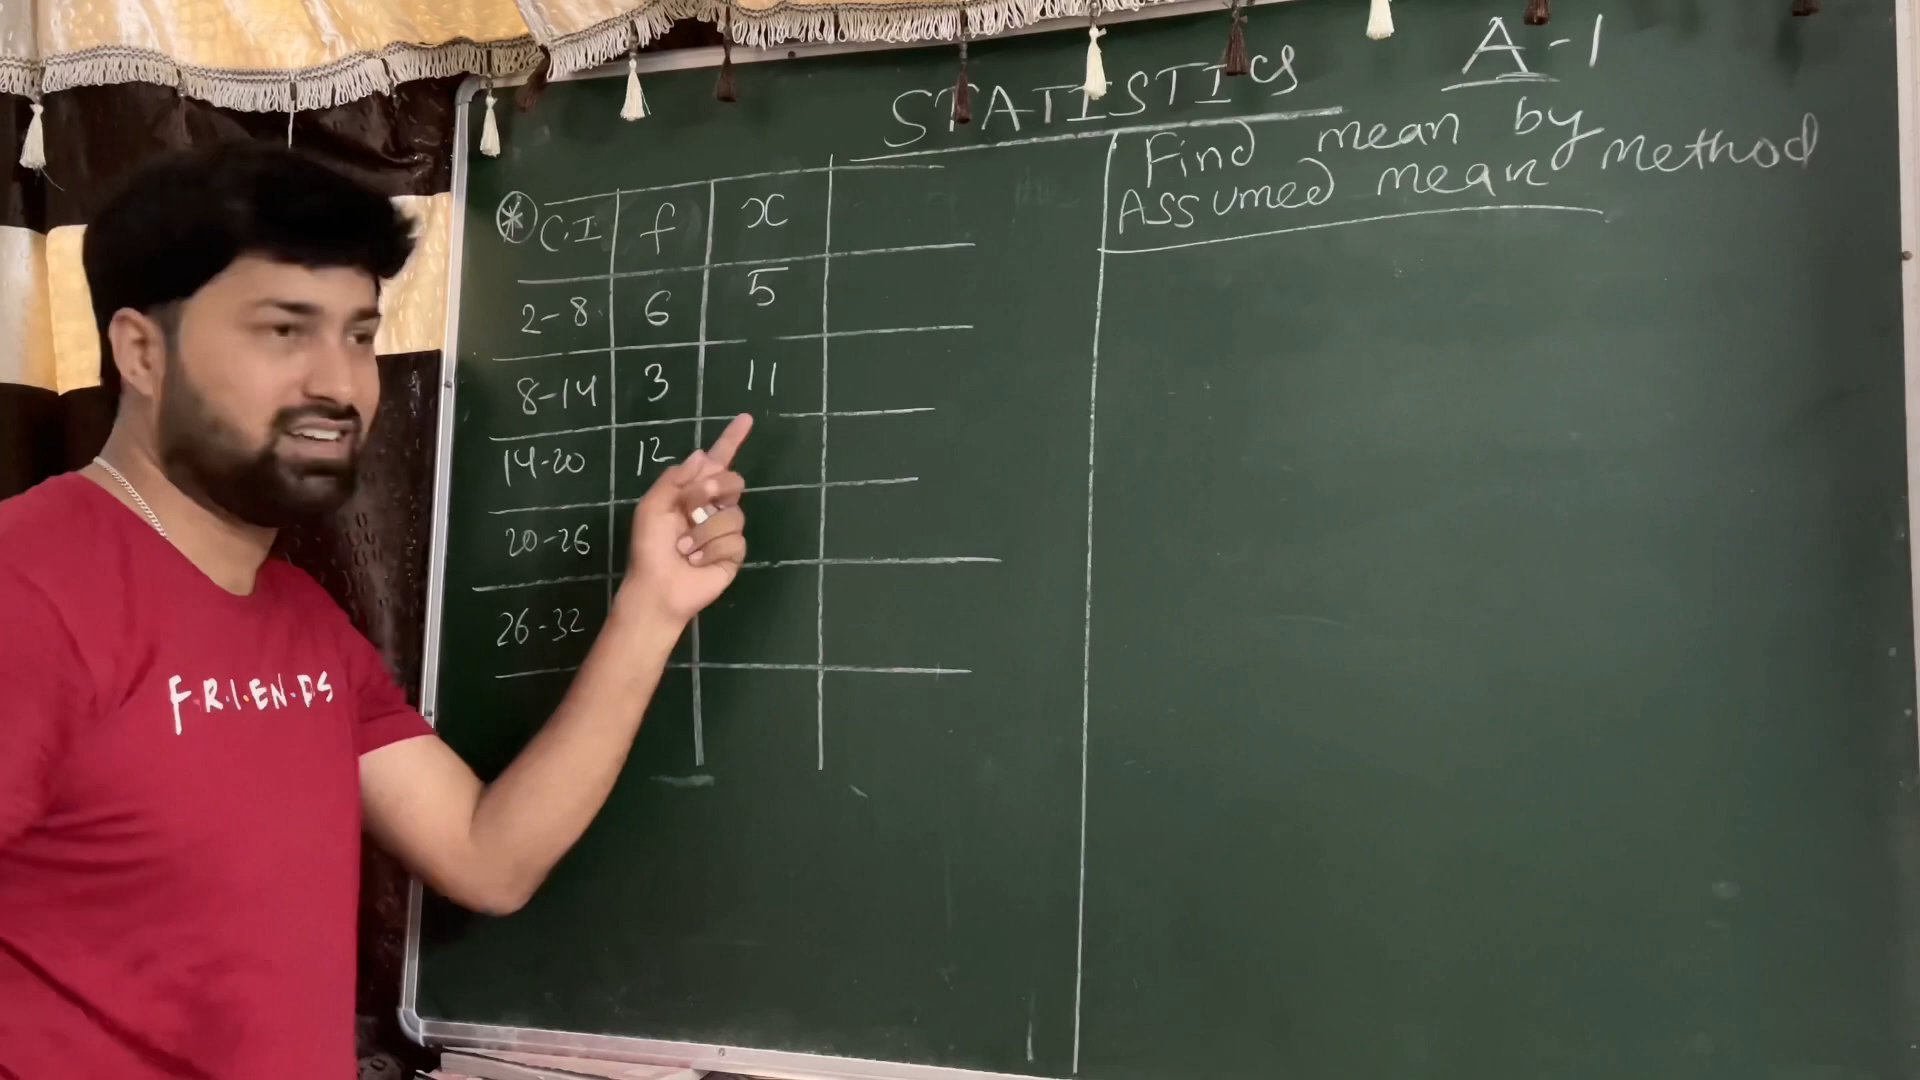 STATISTICS
A-1
Find mean by
Assumed mean Method
C.I f x
2-8 6 5
8-14 3 11
14-20 12
20-26
26-32
F.R.I.E.N.D.S